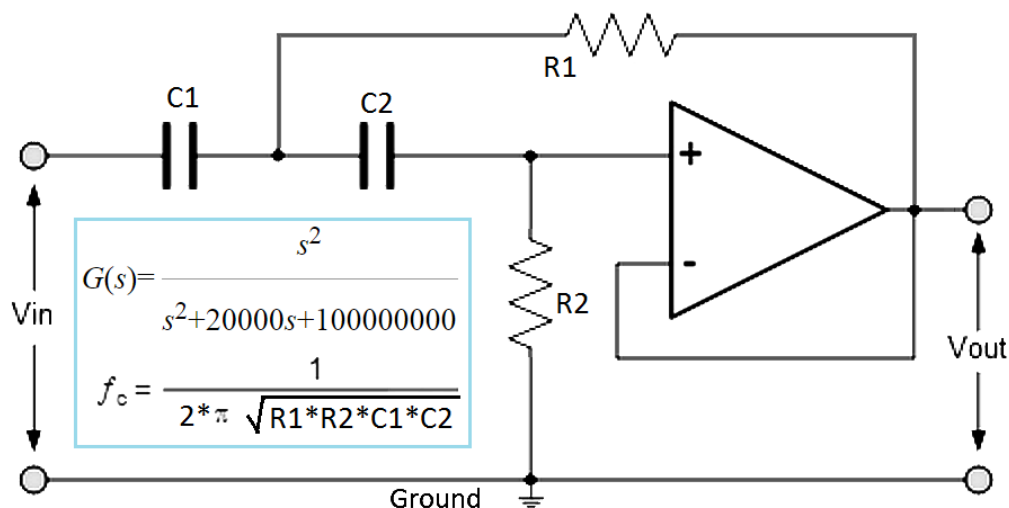 R1
C1
C2
+
-
R2
Vin
Vout
G(s)= s²
s²+20000s+100000000
fc = 1
2*π √R1*R2*C1*C2
Ground